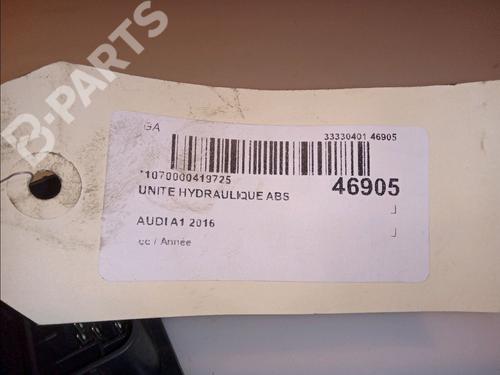 B-PARTS
GA
33330401 46905
*1070000419725
46905
UNITE HYDRAULIQUE ABS
AUDI A1 2016
cc / Année